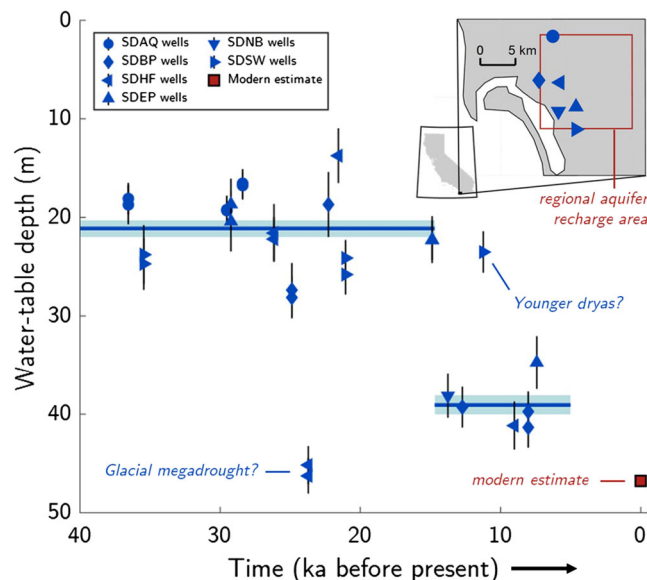 0
10
20
30
40
50
Water-table depth (m)
SDAQ wells
SDBP wells
SDHF wells
SDEP wells
SDNB wells
SDSW wells
Modern estimate
0 5 km
regional aquifer
recharge area
Younger dryas?
Glacial megadrought?
modern estimate
40 30 20 10 0
Time (ka before present)